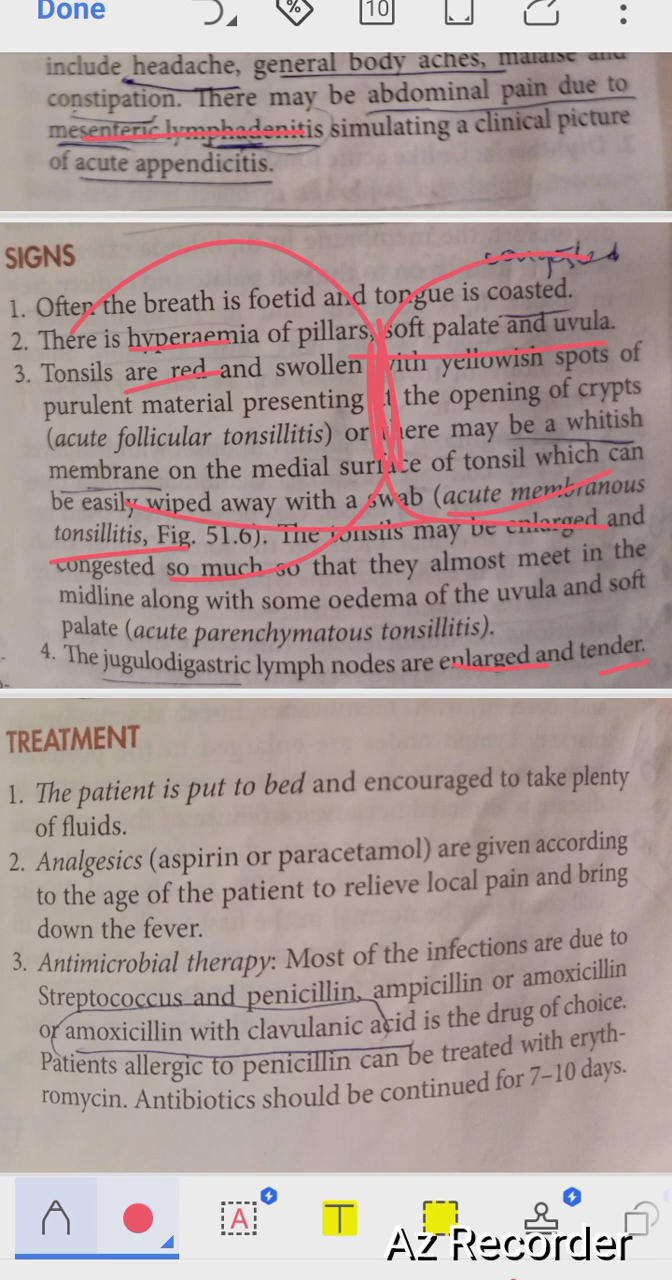 Done
%
10
include headache, general body aches, malaise and
constipation. There may be abdominal pain due to
mesenteric lymphadenitis simulating a clinical picture
of acute appendicitis.
SIGNS
congested
1. Often the breath is foetid and tongue is coasted.
2. There is hyperaemia of pillars, soft palate and uvula.
3. Tonsils are red and swollen with yellowish spots of
purulent material presenting at the opening of crypts
(acute follicular tonsillitis) or there may be a whitish
membrane on the medial surface of tonsil which can
be easily wiped away with a swab (acute membranous
tonsillitis, Fig. 51.6). The tonsils may be enlarged and
congested so much so that they almost meet in the
midline along with some oedema of the uvula and soft
palate (acute parenchymatous tonsillitis).
4. The jugulodigastric lymph nodes are enlarged and tender.
TREATMENT
1. The patient is put to bed and encouraged to take plenty
of fluids.
2. Analgesics (aspirin or paracetamol) are given according
to the age of the patient to relieve local pain and bring
down the fever.
3. Antimicrobial therapy: Most of the infections are due to
Streptococcus and penicillin, ampicillin or amoxicillin
or amoxicillin with clavulanic acid is the drug of choice.
Patients allergic to penicillin can be treated with eryth-
romycin. Antibiotics should be continued for 7–10 days.
A
T
Az Recorder